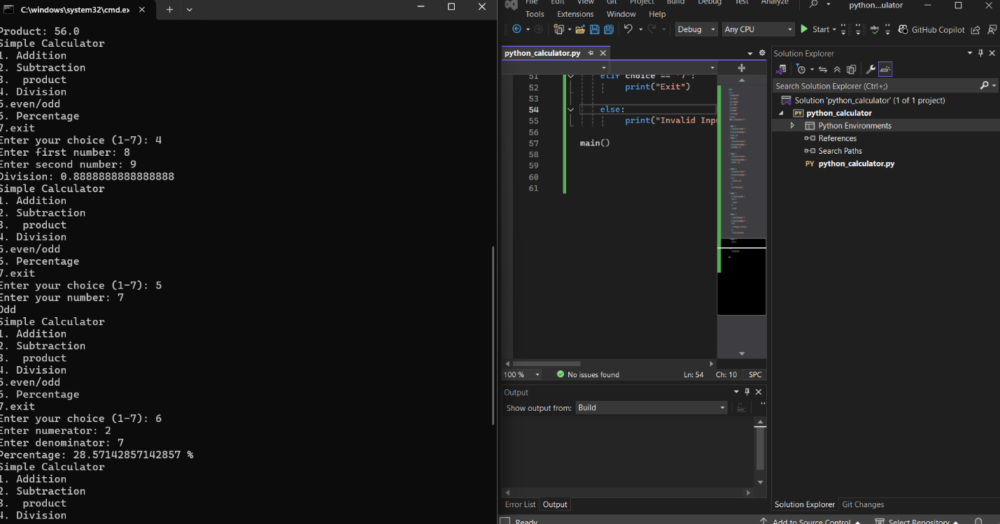 C:\windows\system32\cmd.ex
Product: 56.0
Simple Calculator
1. Addition
2. Subtraction
3.  product
4. Division
5.even/odd
6. Percentage
7.exit
Enter your choice (1-7): 4
Enter first number: 8
Enter second number: 9
Division: 0.8888888888888888
Simple Calculator
1. Addition
2. Subtraction
3.  product
4. Division
5.even/odd
6. Percentage
7.exit
Enter your choice (1-7): 5
Enter your number: 7
Odd
Simple Calculator
1. Addition
2. Subtraction
3.  product
4. Division
5.even/odd
6. Percentage
7.exit
Enter your choice (1-7): 6
Enter numerator: 2
Enter denominator: 7
Percentage: 28.57142857142857 %
Simple Calculator
1. Addition
2. Subtraction
3.  product
4. Division
File Edit View Git Project Build Debug Test Analyze
python...ulator
Tools Extensions Window Help
Debug Any CPU Start GitHub Copilot
python_calculator.py
51 elif choice == '7':
52 print("Exit")
53
54 else:
55 print("Invalid Inpu
56
57 main()
58
59
60
61
100 % No issues found Ln: 54 Ch: 10 SPC
Output
Show output from: Build
Error List Output
Solution Explorer
Search Solution Explorer (Ctrl+;)
Solution 'python_calculator' (1 of 1 project)
PY python_calculator
Python Environments
References
Search Paths
PY python_calculator.py
Solution Explorer Git Changes
Ready Add to Source Control Select Repository